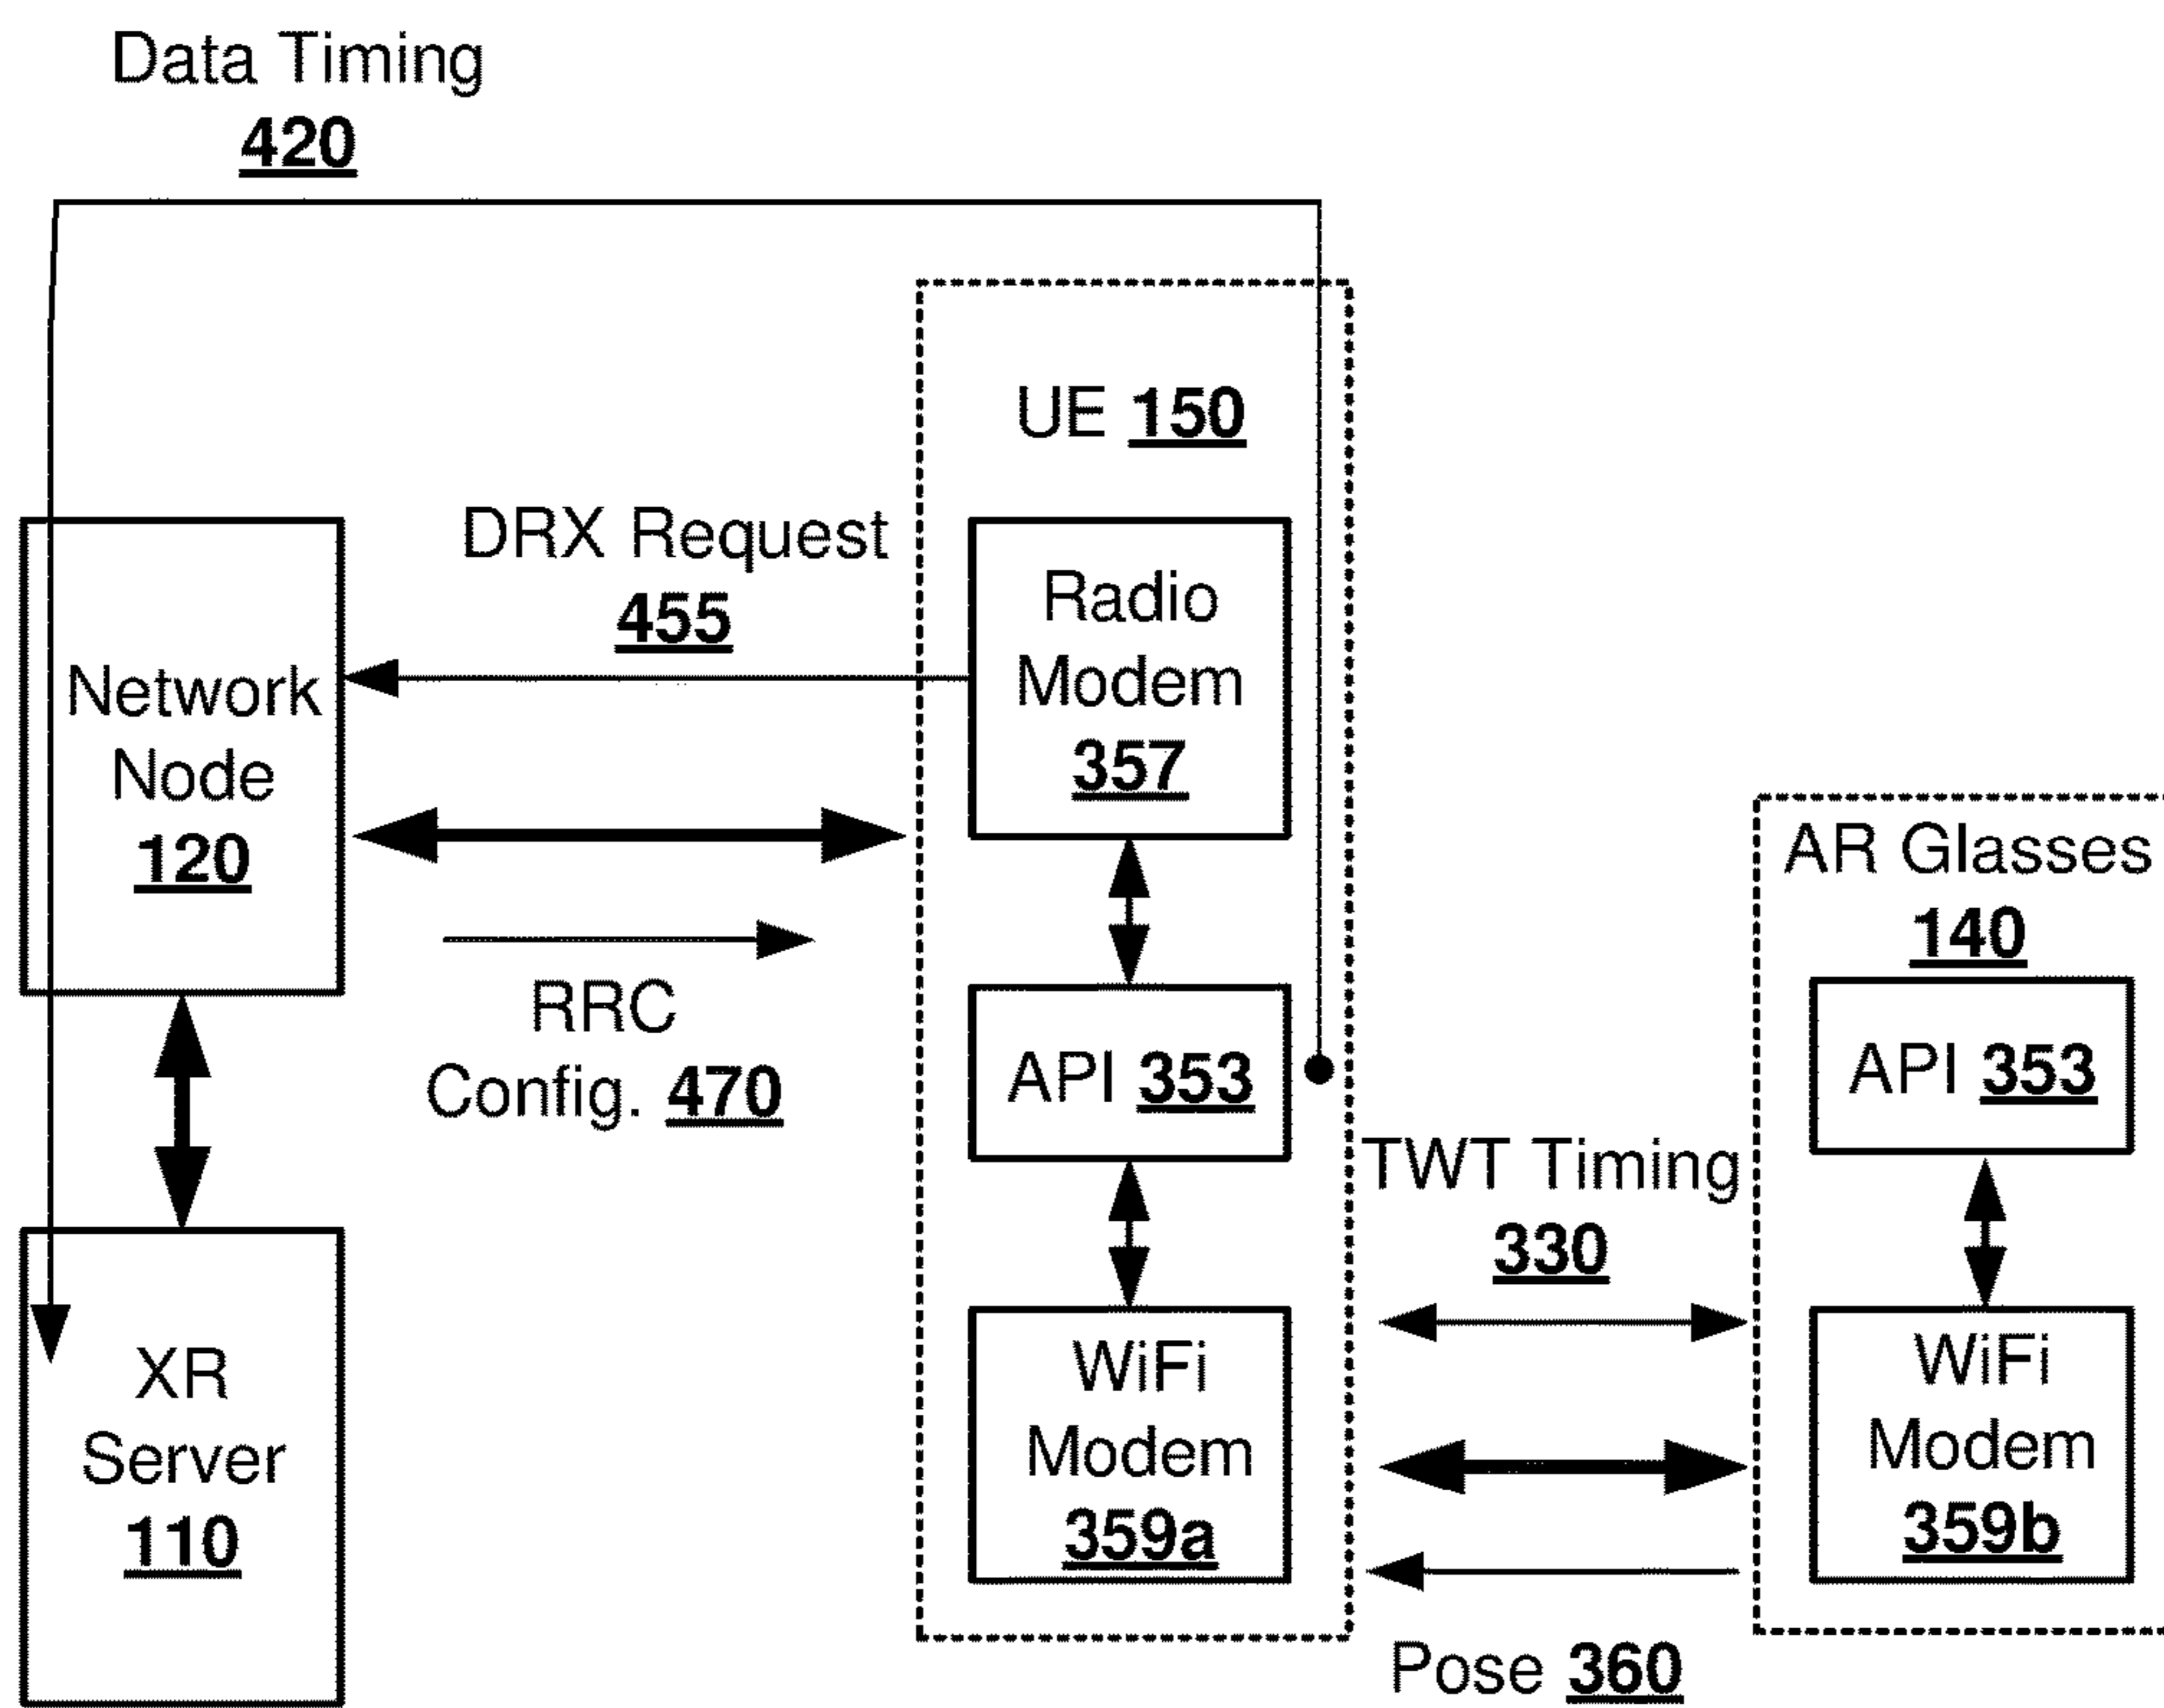 Data Timing
420
UE 150
DRX Request
455
Radio
Modem
357
Network
Node
120
AR Glasses
140
RRC
Config. 470
API 353
API 353
TWT Timing
330
XR
Server
110
WiFi
Modem
359a
WiFi
Modem
359b
Pose 360